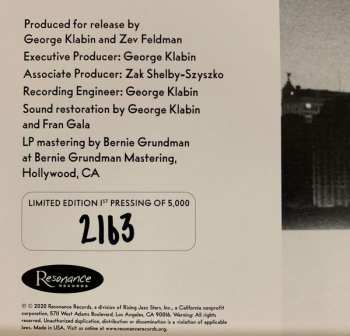 Produced for release by
George Klabin and Zev Feldman
Executive Producer: George Klabin
Associate Producer: Zak Shelby-Szyszko
Recording Engineer: George Klabin
Sound restoration by George Klabin
and Fran Gala
LP mastering by Bernie Grundman
at Bernie Grundman Mastering,
Hollywood, CA
LIMITED EDITION 1ST PRESSING OF 5,000
2163
Resonance
RECORDS
℗ © 2020 Resonance Records, a division of Rising Jazz Stars, Inc., a California nonprofit
corporation, 5711 West Adams Boulevard, Los Angeles, CA 90016. Warning: All rights
reserved. Unauthorized duplication, distribution or dissemination is a violation of applicable
laws. Made in USA. Visit us online at www.resonancerecords.org.